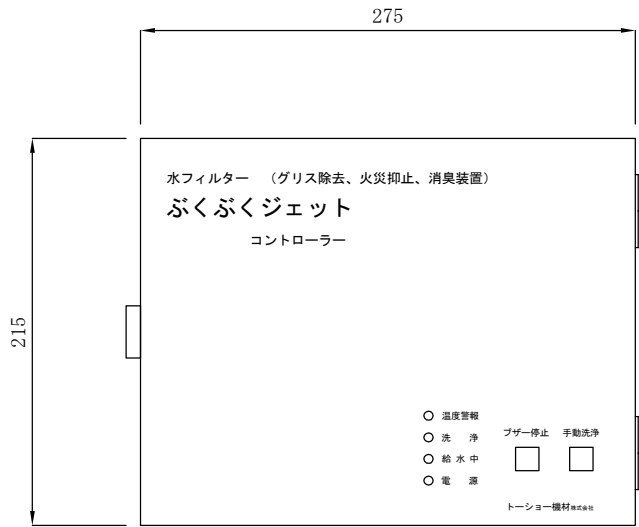 275
215
水フィルター （グリス除去、火災抑止、消臭装置）
ぶくぶくジェット
コントローラー
温度警報
洗 浄
給 水 中
電 源
ブザー停止 手動洗浄
トーショー機材株式会社